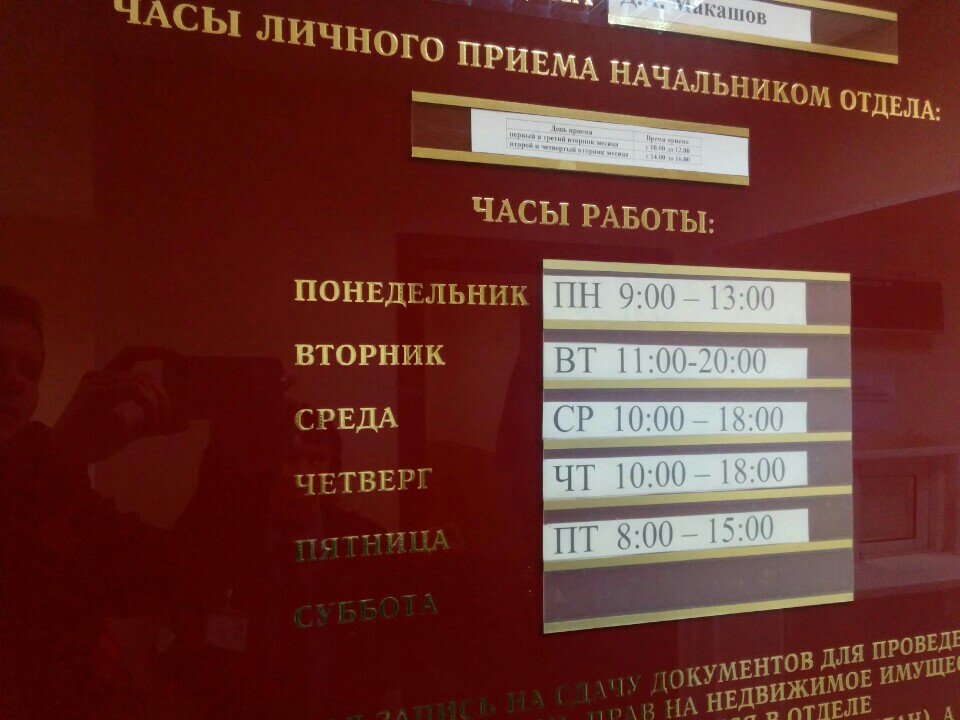 Д.А. Макашов
ЧАСЫ ЛИЧНОГО ПРИЕМА НАЧАЛЬНИКОМ ОТДЕЛА:
День приема Время приема
первый и третий вторник месяца с 10.00 до 12.00
второй и четвертый вторник месяца с 14.00 до 16.00
ЧАСЫ РАБОТЫ:
ПОНЕДЕЛЬНИК ПН 9:00 – 13:00
ВТОРНИК ВТ 11:00-20:00
СРЕДА СР 10:00 – 18:00
ЧЕТВЕРГ ЧТ 10:00 – 18:00
ПЯТНИЦА ПТ 8:00 – 15:00
СУББОТА
ЗАПИСЬ НА СДАЧУ ДОКУМЕНТОВ ДЛЯ ПРОВЕДЕ
ПРАВ НА НЕДВИЖИМОЕ ИМУЩЕС
В ОТДЕЛЕ